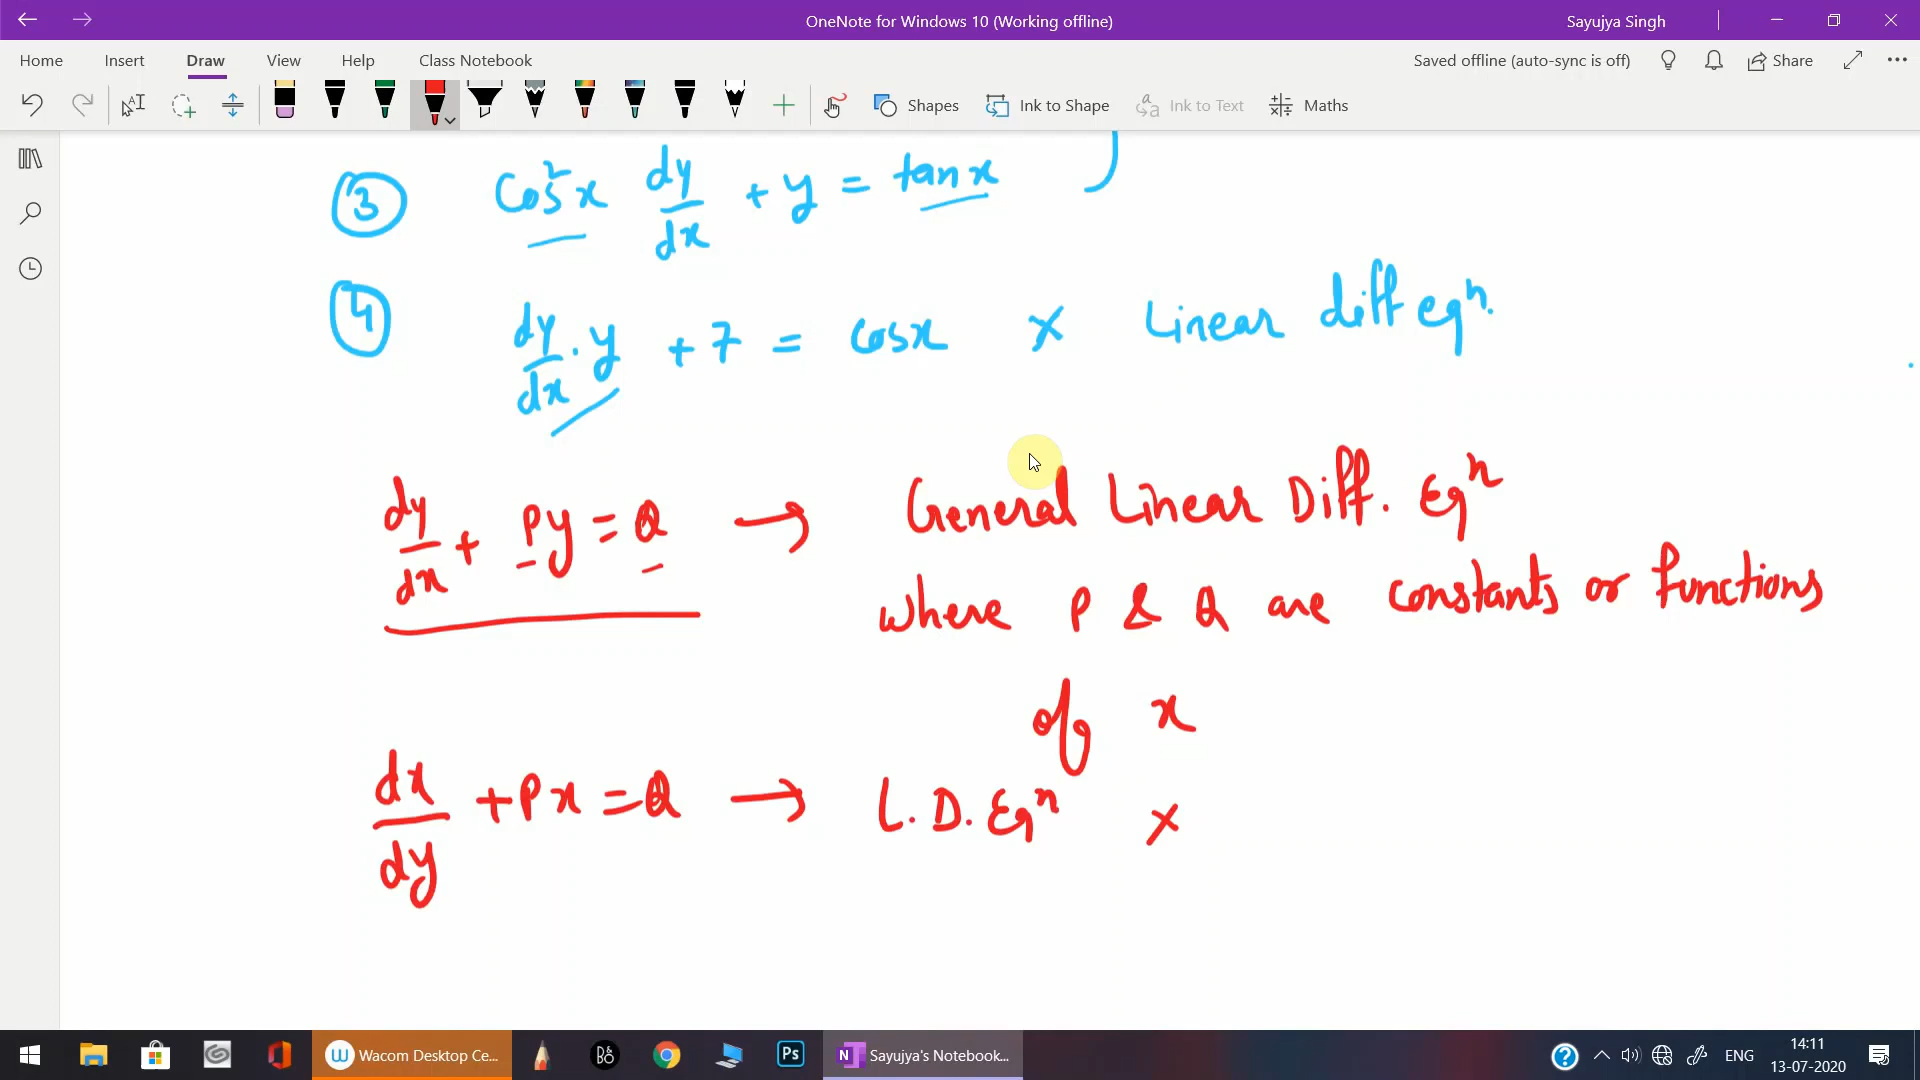 OneNote for Windows 10 (Working offline)
Sayujya Singh
Home Insert Draw View Help Class Notebook
Saved offline (auto-sync is off) Share
Shapes Ink to Shape Ink to Text Maths
③ cos²x dy/dx + y = tanx
④ dy/dx . y + 7 = cosx × Linear diff eqⁿ.
dy/dx + Py = Q → General Linear Diff. Eqⁿ
where P & Q are constants or functions
of x
dx/dy + Px = Q → L.D. Eqⁿ ×
Wacom Desktop Ce... Ps N Sayujya's Notebook... ENG
14:11
13-07-2020